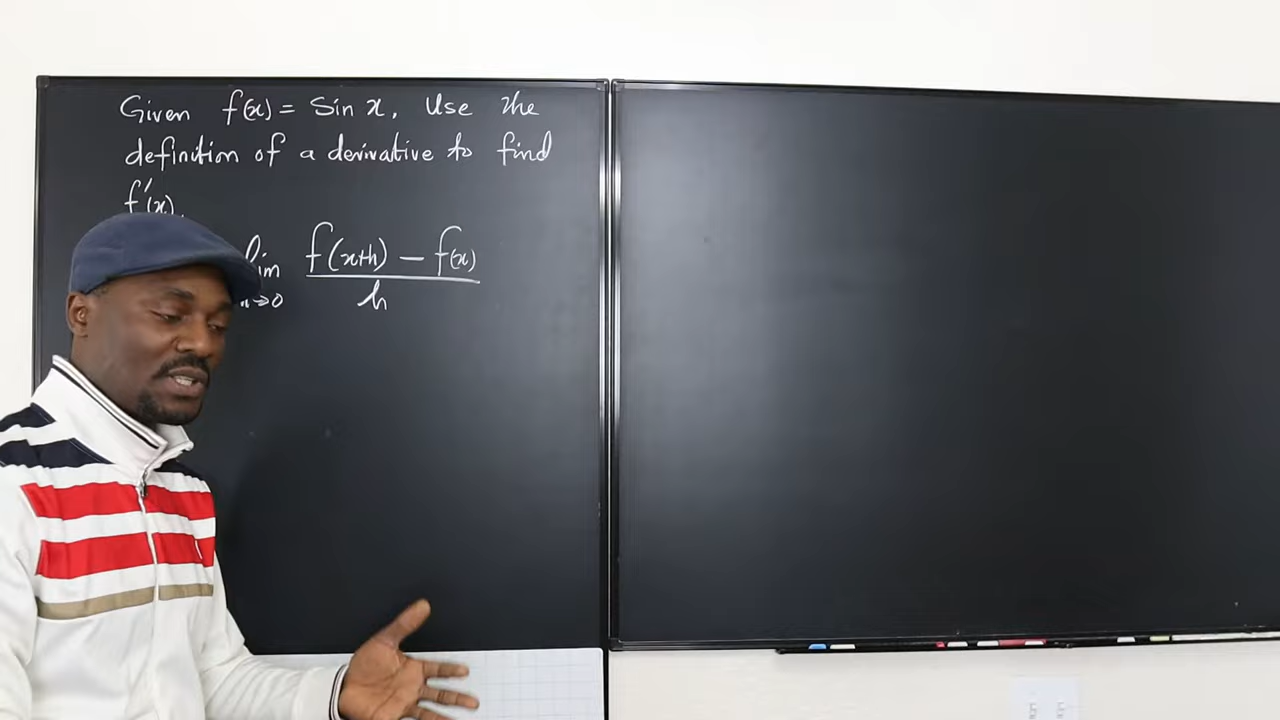 Given f(x) = Sin x. Use the
definition of a derivative to find
f'(x).
lim f(x+h) - f(x)
→0 h